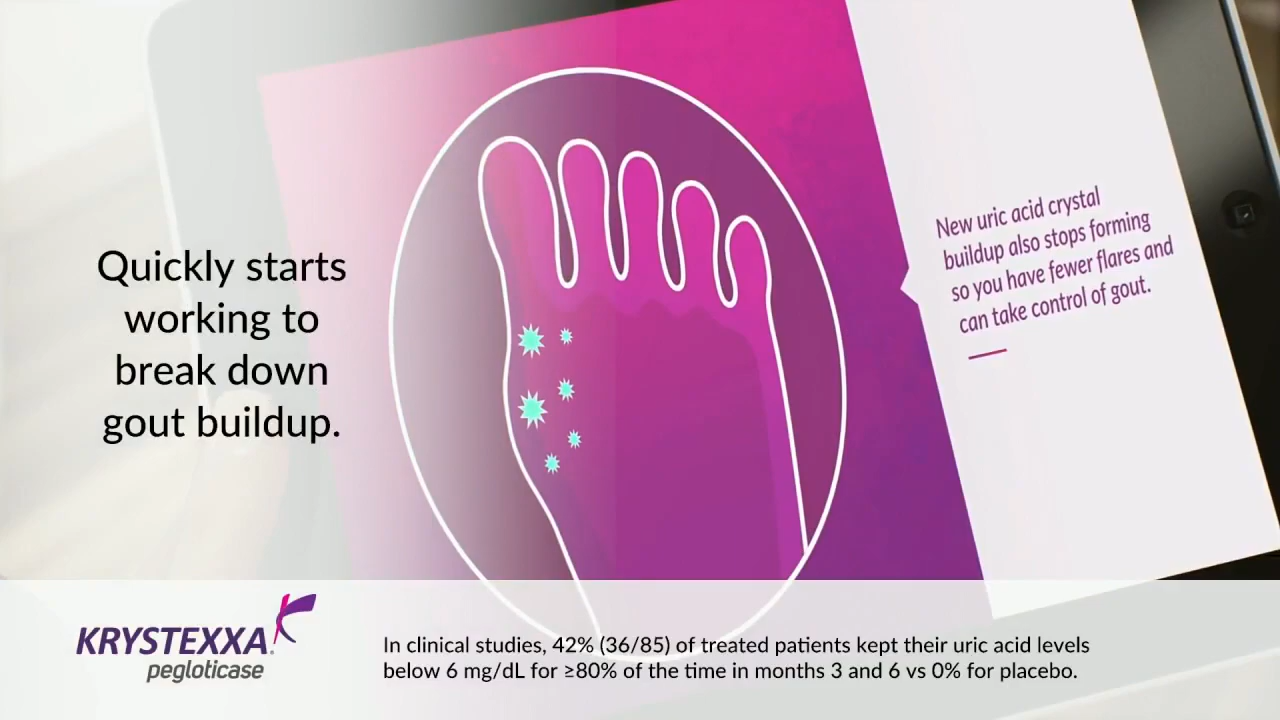 Quickly starts
working to
break down
gout buildup.
New uric acid crystal
buildup also stops forming
so you have fewer flares and
can take control of gout.
KRYSTEXXA®
pegloticase
In clinical studies, 42% (36/85) of treated patients kept their uric acid levels
below 6 mg/dL for ≥80% of the time in months 3 and 6 vs 0% for placebo.